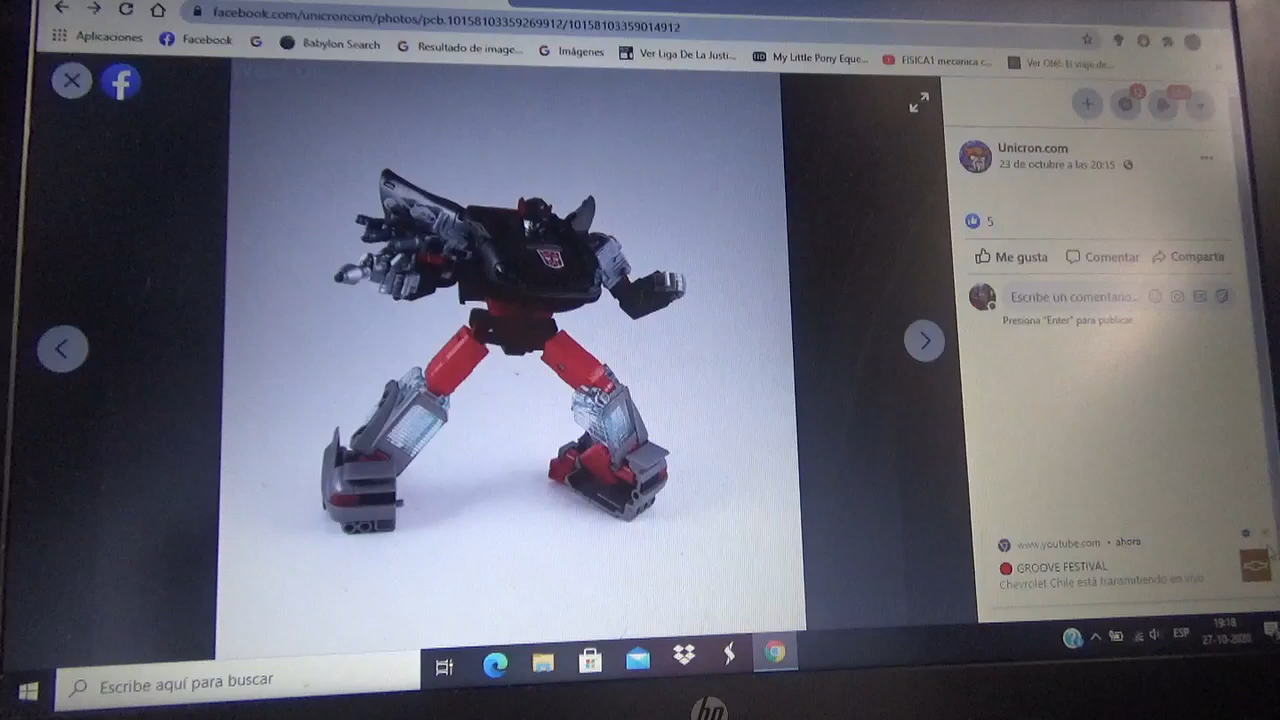 facebook.com/unicroncom/photos/pcb.10158103359269912/10158103359014912
Aplicaciones Facebook Babylon Search Resultado de image... Imágenes Ver Liga De La Justi... My Little Pony Eque... FISICA1 mecanica c...
Unicron.com
23 de octubre a las 20:15
5
Me gusta Comentar Compartir
Escribe un comentario...
Presiona "Enter" para publicar.
www.youtube.com • ahora
GROOVE FESTIVAL
Chevrolet Chile está transmitiendo en vivo
Escribe aquí para buscar
ESP
19:18
27-10-2020
hp